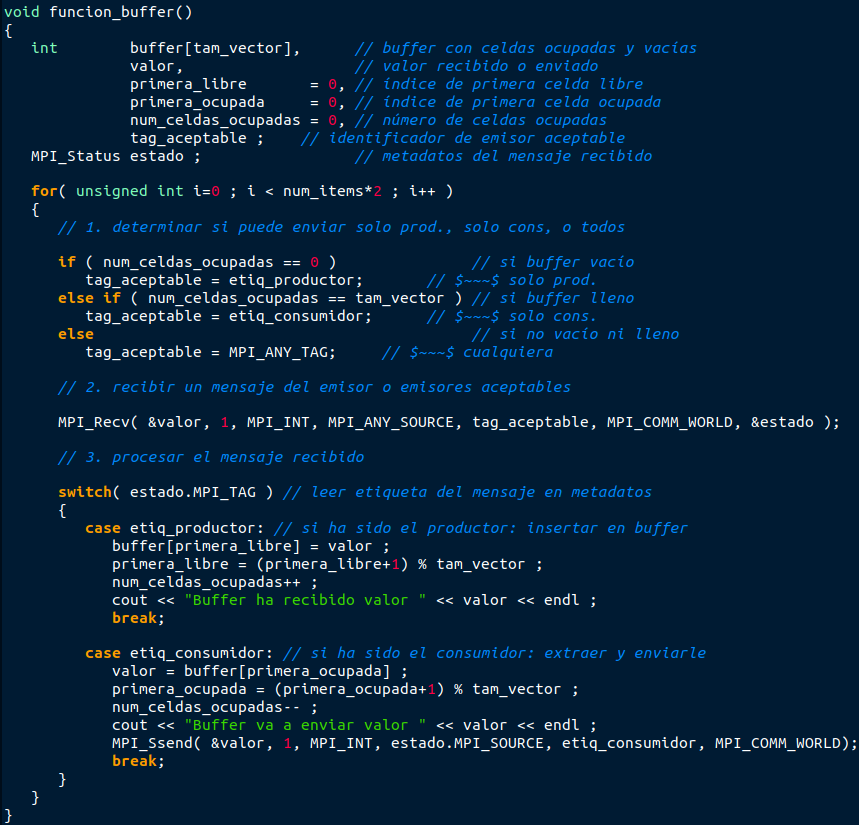 void funcion_buffer()
{
   int        buffer[tam_vector],      // buffer con celdas ocupadas y vacías
              valor,                   // valor recibido o enviado
              primera_libre       = 0, // índice de primera celda libre
              primera_ocupada     = 0, // índice de primera celda ocupada
              num_celdas_ocupadas = 0, // número de celdas ocupadas
              tag_aceptable ;    // identificador de emisor aceptable
   MPI_Status estado ;                 // metadatos del mensaje recibido

   for( unsigned int i=0 ; i < num_items*2 ; i++ )
   {
      // 1. determinar si puede enviar solo prod., solo cons, o todos

      if ( num_celdas_ocupadas == 0 )               // si buffer vacío
         tag_aceptable = etiq_productor;       // $~~~$ solo prod.
      else if ( num_celdas_ocupadas == tam_vector ) // si buffer lleno
         tag_aceptable = etiq_consumidor;      // $~~~$ solo cons.
      else                                          // si no vacío ni lleno
         tag_aceptable = MPI_ANY_TAG;     // $~~~$ cualquiera

      // 2. recibir un mensaje del emisor o emisores aceptables

      MPI_Recv( &valor, 1, MPI_INT, MPI_ANY_SOURCE, tag_aceptable, MPI_COMM_WORLD, &estado );

      // 3. procesar el mensaje recibido

      switch( estado.MPI_TAG ) // leer etiqueta del mensaje en metadatos
      {
         case etiq_productor: // si ha sido el productor: insertar en buffer
            buffer[primera_libre] = valor ;
            primera_libre = (primera_libre+1) % tam_vector ;
            num_celdas_ocupadas++ ;
            cout << "Buffer ha recibido valor " << valor << endl ;
            break;

         case etiq_consumidor: // si ha sido el consumidor: extraer y enviarle
            valor = buffer[primera_ocupada] ;
            primera_ocupada = (primera_ocupada+1) % tam_vector ;
            num_celdas_ocupadas-- ;
            cout << "Buffer va a enviar valor " << valor << endl ;
            MPI_Ssend( &valor, 1, MPI_INT, estado.MPI_SOURCE, etiq_consumidor, MPI_COMM_WORLD);
            break;
      }
   }
}